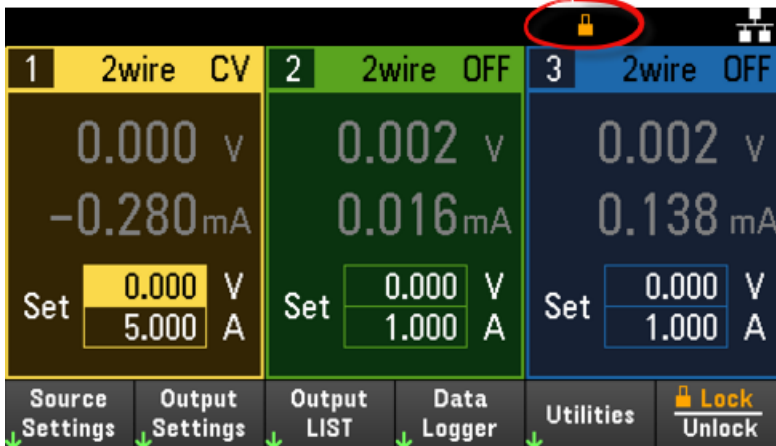 1 2wire CV 2 2wire OFF 3 2wire OFF
0.000 V 0.002 V 0.002 V
-0.280 mA 0.016 mA 0.138 mA
Set 0.000 V Set 0.000 V Set 0.000 V
5.000 A 1.000 A 1.000 A
Source Output Output Data Utilities Lock
Settings Settings LIST Logger Unlock